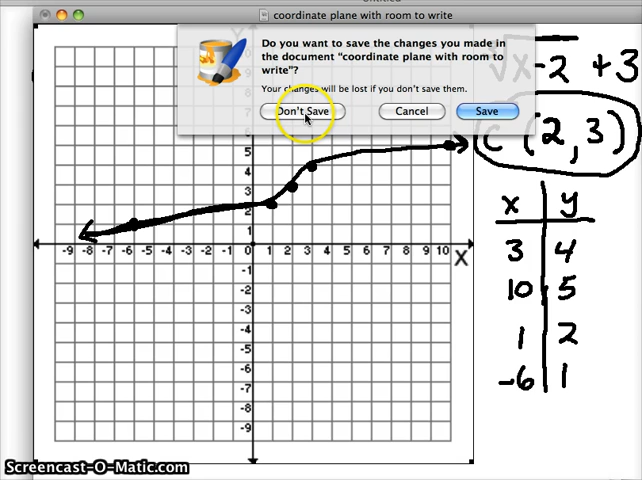 coordinate plane with room to write
Do you want to save the changes you made in
the document “coordinate plane with room to
write”?
Your changes will be lost if you don’t save them.
Don’t Save Cancel Save
√x-2 + 3
C (2,3)
x y
3 4
10 5
1 2
-6 1
5
4
3
2
1
-9 -8 -7 -6 -5 -4 -3 -2 -1 0 1 2 3 4 5 6 7 8 9 10 X
-1
-2
-3
-4
-5
-6
-7
-8
-9
Screencast-O-Matic.com